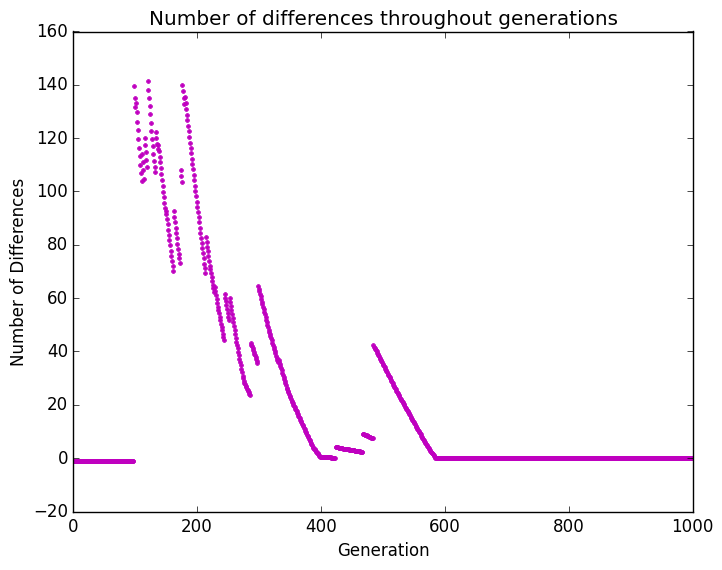 Number of differences throughout generations
160
140
120
100
80
60
40
20
0
−20
Number of Differences
0 200 400 600 800 1000
Generation